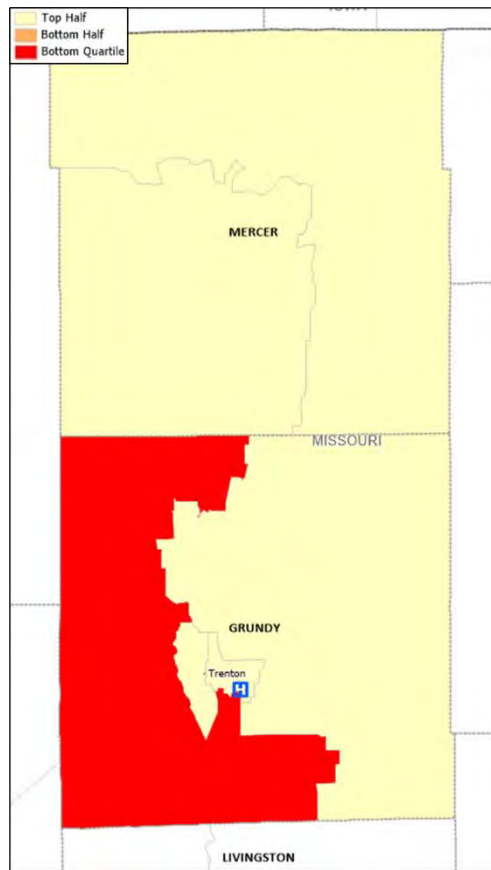 Top Half
Bottom Half
Bottom Quartile
MERCER
MISSOURI
GRUNDY
Trenton
H
LIVINGSTON